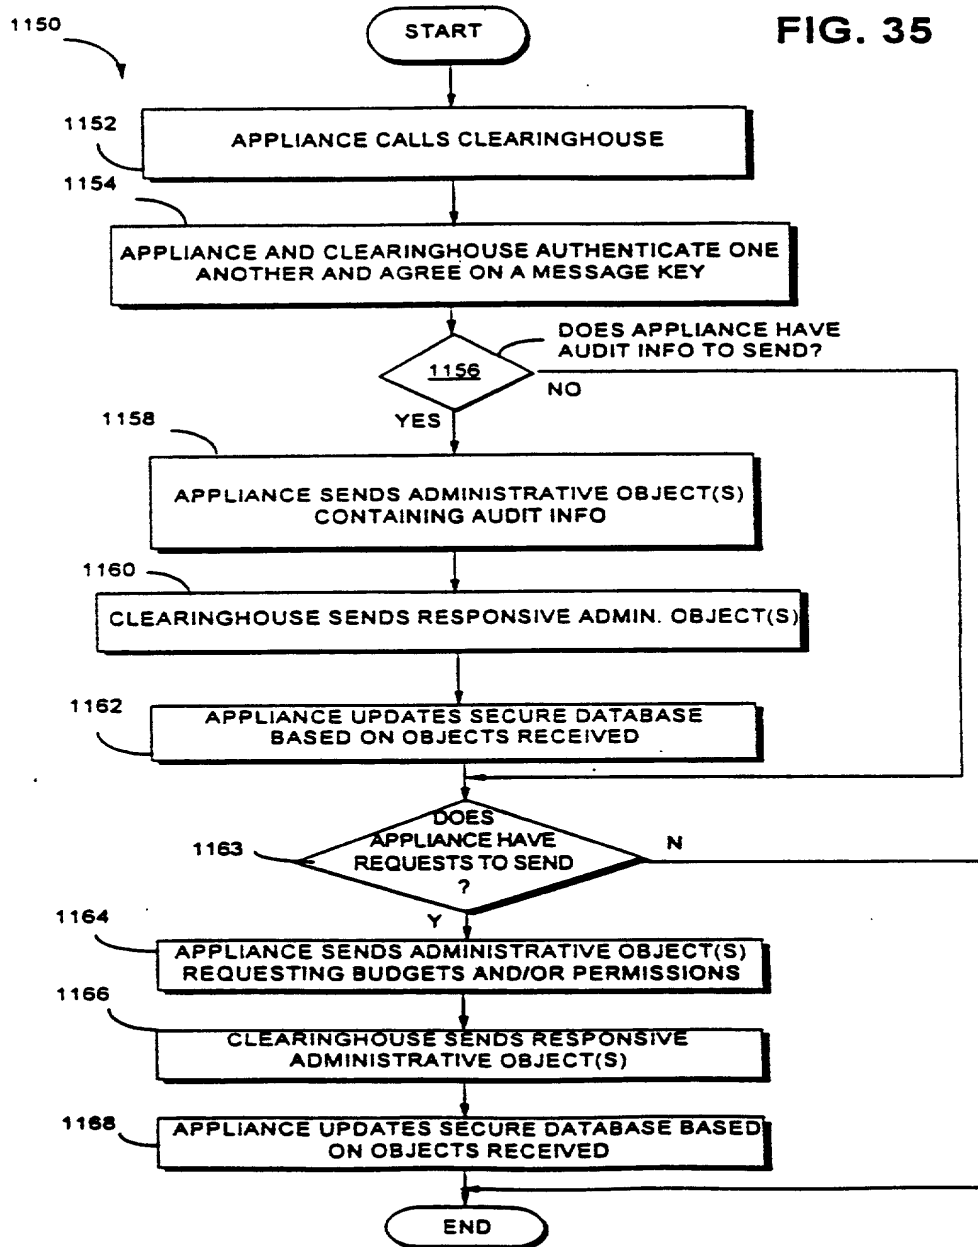 1150
START
FIG. 35
1152
APPLIANCE CALLS CLEARINGHOUSE
1154
APPLIANCE AND CLEARINGHOUSE AUTHENTICATE ONE
ANOTHER AND AGREE ON A MESSAGE KEY
DOES APPLIANCE HAVE
AUDIT INFO TO SEND?
1156
NO
YES
1158
APPLIANCE SENDS ADMINISTRATIVE OBJECT(S)
CONTAINING AUDIT INFO
1160
CLEARINGHOUSE SENDS RESPONSIVE ADMIN. OBJECT(S)
1162
APPLIANCE UPDATES SECURE DATABASE
BASED ON OBJECTS RECEIVED
DOES
APPLIANCE HAVE
REQUESTS TO SEND
?
1163
N
Y
1164
APPLIANCE SENDS ADMINISTRATIVE OBJECT(S)
REQUESTING BUDGETS AND/OR PERMISSIONS
1166
CLEARINGHOUSE SENDS RESPONSIVE
ADMINISTRATIVE OBJECT(S)
1168
APPLIANCE UPDATES SECURE DATABASE BASED
ON OBJECTS RECEIVED
END